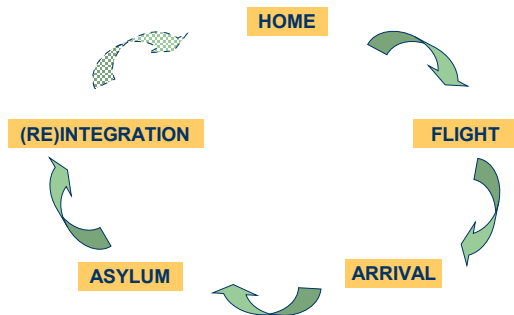 HOME
FLIGHT
ARRIVAL
ASYLUM
(RE)INTEGRATION